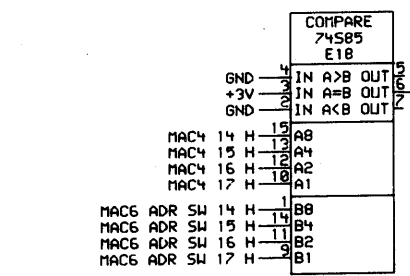 COMPARE
74S85
E18
GND 4 IN A>B OUT 5
+3V 3 IN A=B OUT 6
GND 2 IN A<B OUT 7
MAC4 14 H 15 A8
MAC4 15 H 13 A4
MAC4 16 H 12 A2
MAC4 17 H 10 A1
MAC6 ADR SW 14 H 1 B8
MAC6 ADR SW 15 H 14 B4
MAC6 ADR SW 16 H 11 B2
MAC6 ADR SW 17 H 9 B1